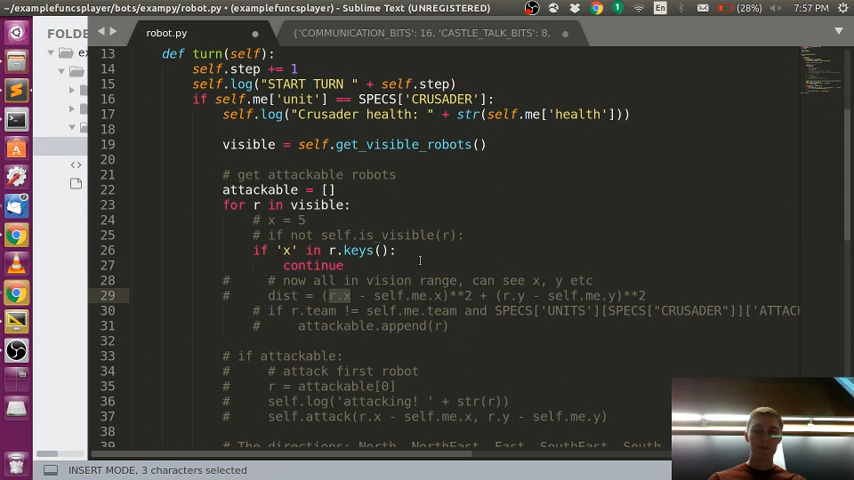 ~/examplefuncsplayer/bots/exampy/robot.py • (examplefuncsplayer) - Sublime Text (UNREGISTERED)
En
(28%)
7:57 PM
FOLD
robot.py
{'COMMUNICATION_BITS': 16, 'CASTLE_TALK_BITS': 8,
ex
13 def turn(self):
14 self.step += 1
15 self.log("START TURN " + self.step)
16 if self.me['unit'] == SPECS['CRUSADER']:
17 self.log("Crusader health: " + str(self.me['health']))
18
19 visible = self.get_visible_robots()
20
21 # get attackable robots
22 attackable = []
23 for r in visible:
24 # x = 5
25 # if not self.is_visible(r):
26 if 'x' in r.keys():
27 continue
28 # # now all in vision range, can see x, y etc
29 # dist = (r.x - self.me.x)**2 + (r.y - self.me.y)**2
30 # if r.team != self.me.team and SPECS['UNITS'][SPECS["CRUSADER"]]['ATTAC
31 # attackable.append(r)
32
33 # if attackable:
34 # # attack first robot
35 # r = attackable[0]
36 # self.log('attacking! ' + str(r))
37 # self.attack(r.x - self.me.x, r.y - self.me.y)
38
39 # The directions: North, NorthEast, East, SouthEast, South
INSERT MODE, 3 characters selected